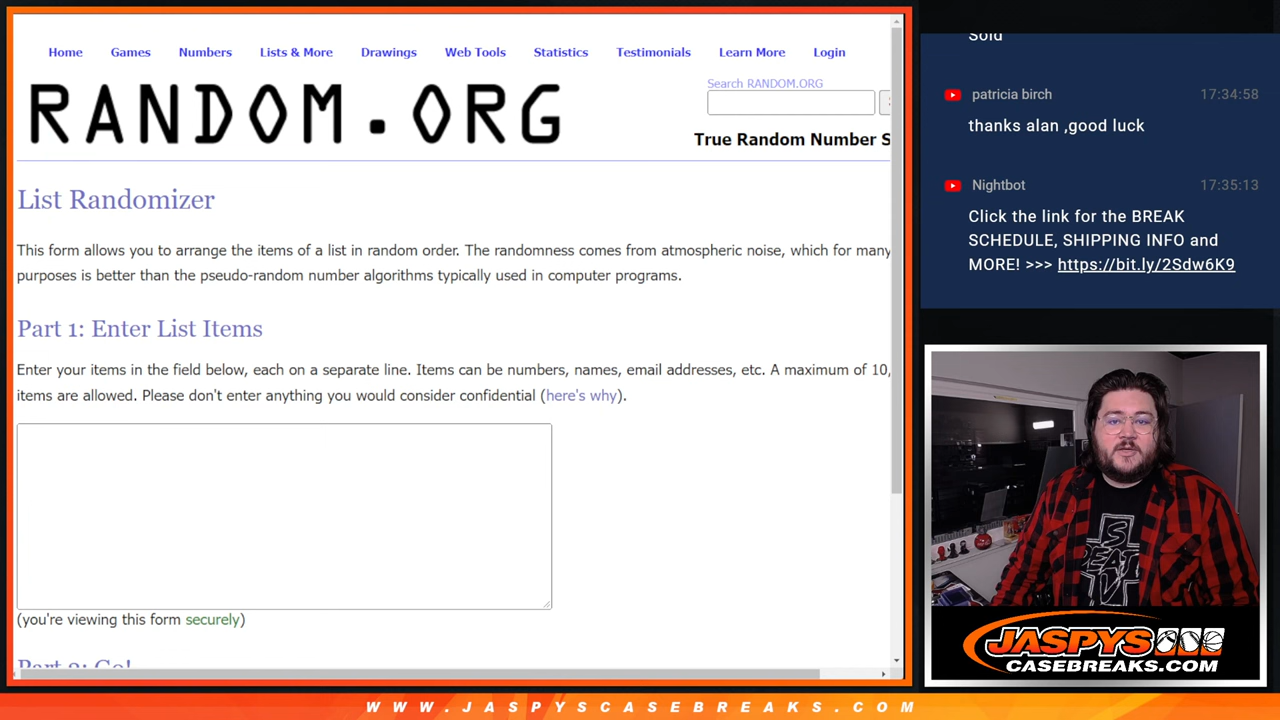 Home Games Numbers Lists & More Drawings Web Tools Statistics Testimonials Learn More Login
RANDOM.ORG
Search RANDOM.ORG
True Random Number S
List Randomizer
This form allows you to arrange the items of a list in random order. The randomness comes from atmospheric noise, which for many
purposes is better than the pseudo-random number algorithms typically used in computer programs.
Part 1: Enter List Items
Enter your items in the field below, each on a separate line. Items can be numbers, names, email addresses, etc. A maximum of 10,
items are allowed. Please don't enter anything you would consider confidential (here's why).
(you're viewing this form securely)
Part 2: Go!
Sold
patricia birch 17:34:58
thanks alan ,good luck
Nightbot 17:35:13
Click the link for the BREAK
SCHEDULE, SHIPPING INFO and
MORE! >>> https://bit.ly/2Sdw6K9
JASPYS
CASEBREAKS.COM
WWW.JASPYSCASEBREAKS.COM